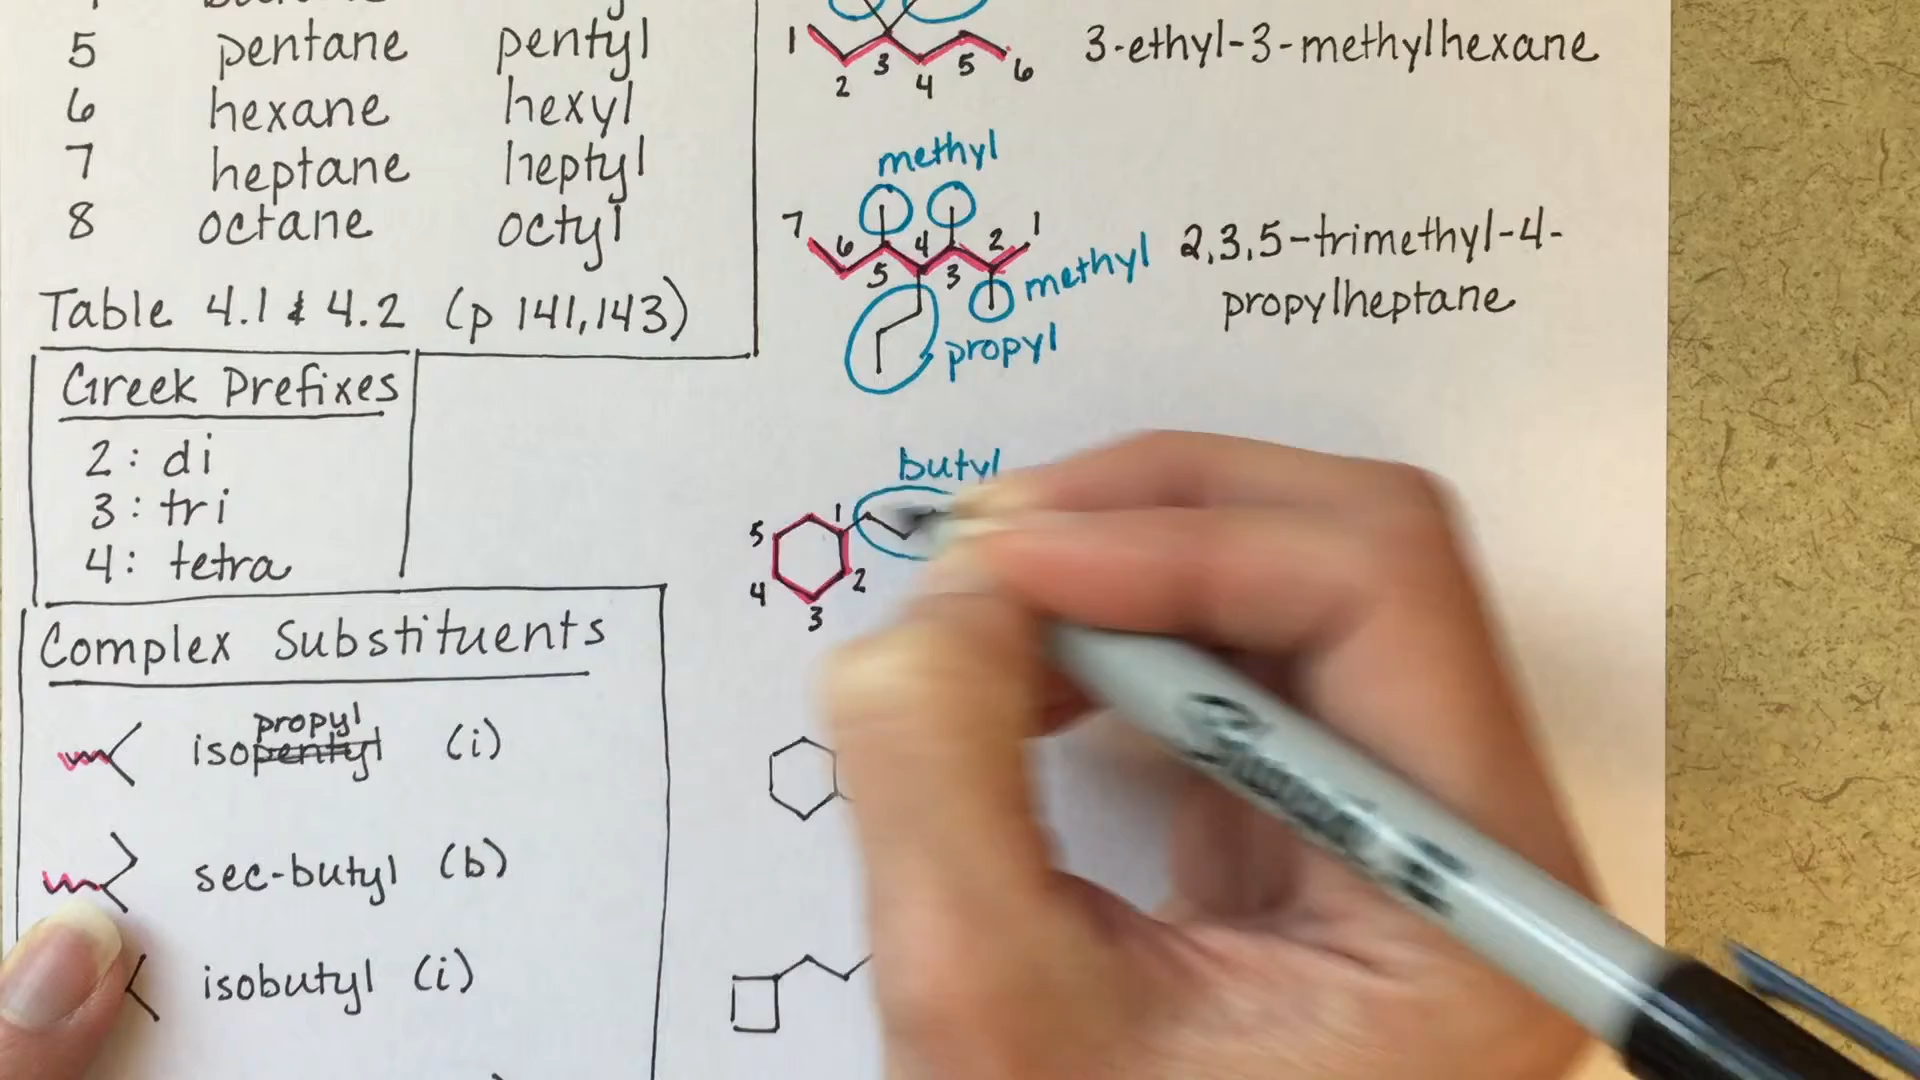 5 pentane pentyl
6 hexane hexyl
7 heptane heptyl
8 octane octyl
Table 4.1 & 4.2 (p 141,143)
Greek Prefixes
2: di
3: tri
4: tetra
Complex Substituents
propyl
isopentyl (i)
sec-butyl (b)
isobutyl (i)
1 2 3 4 5 6
3-ethyl-3-methylhexane
methyl
7 6 5 4 3 2 1
methyl
propyl
2,3,5-trimethyl-4-
propylheptane
butyl
5 1
4 2
3